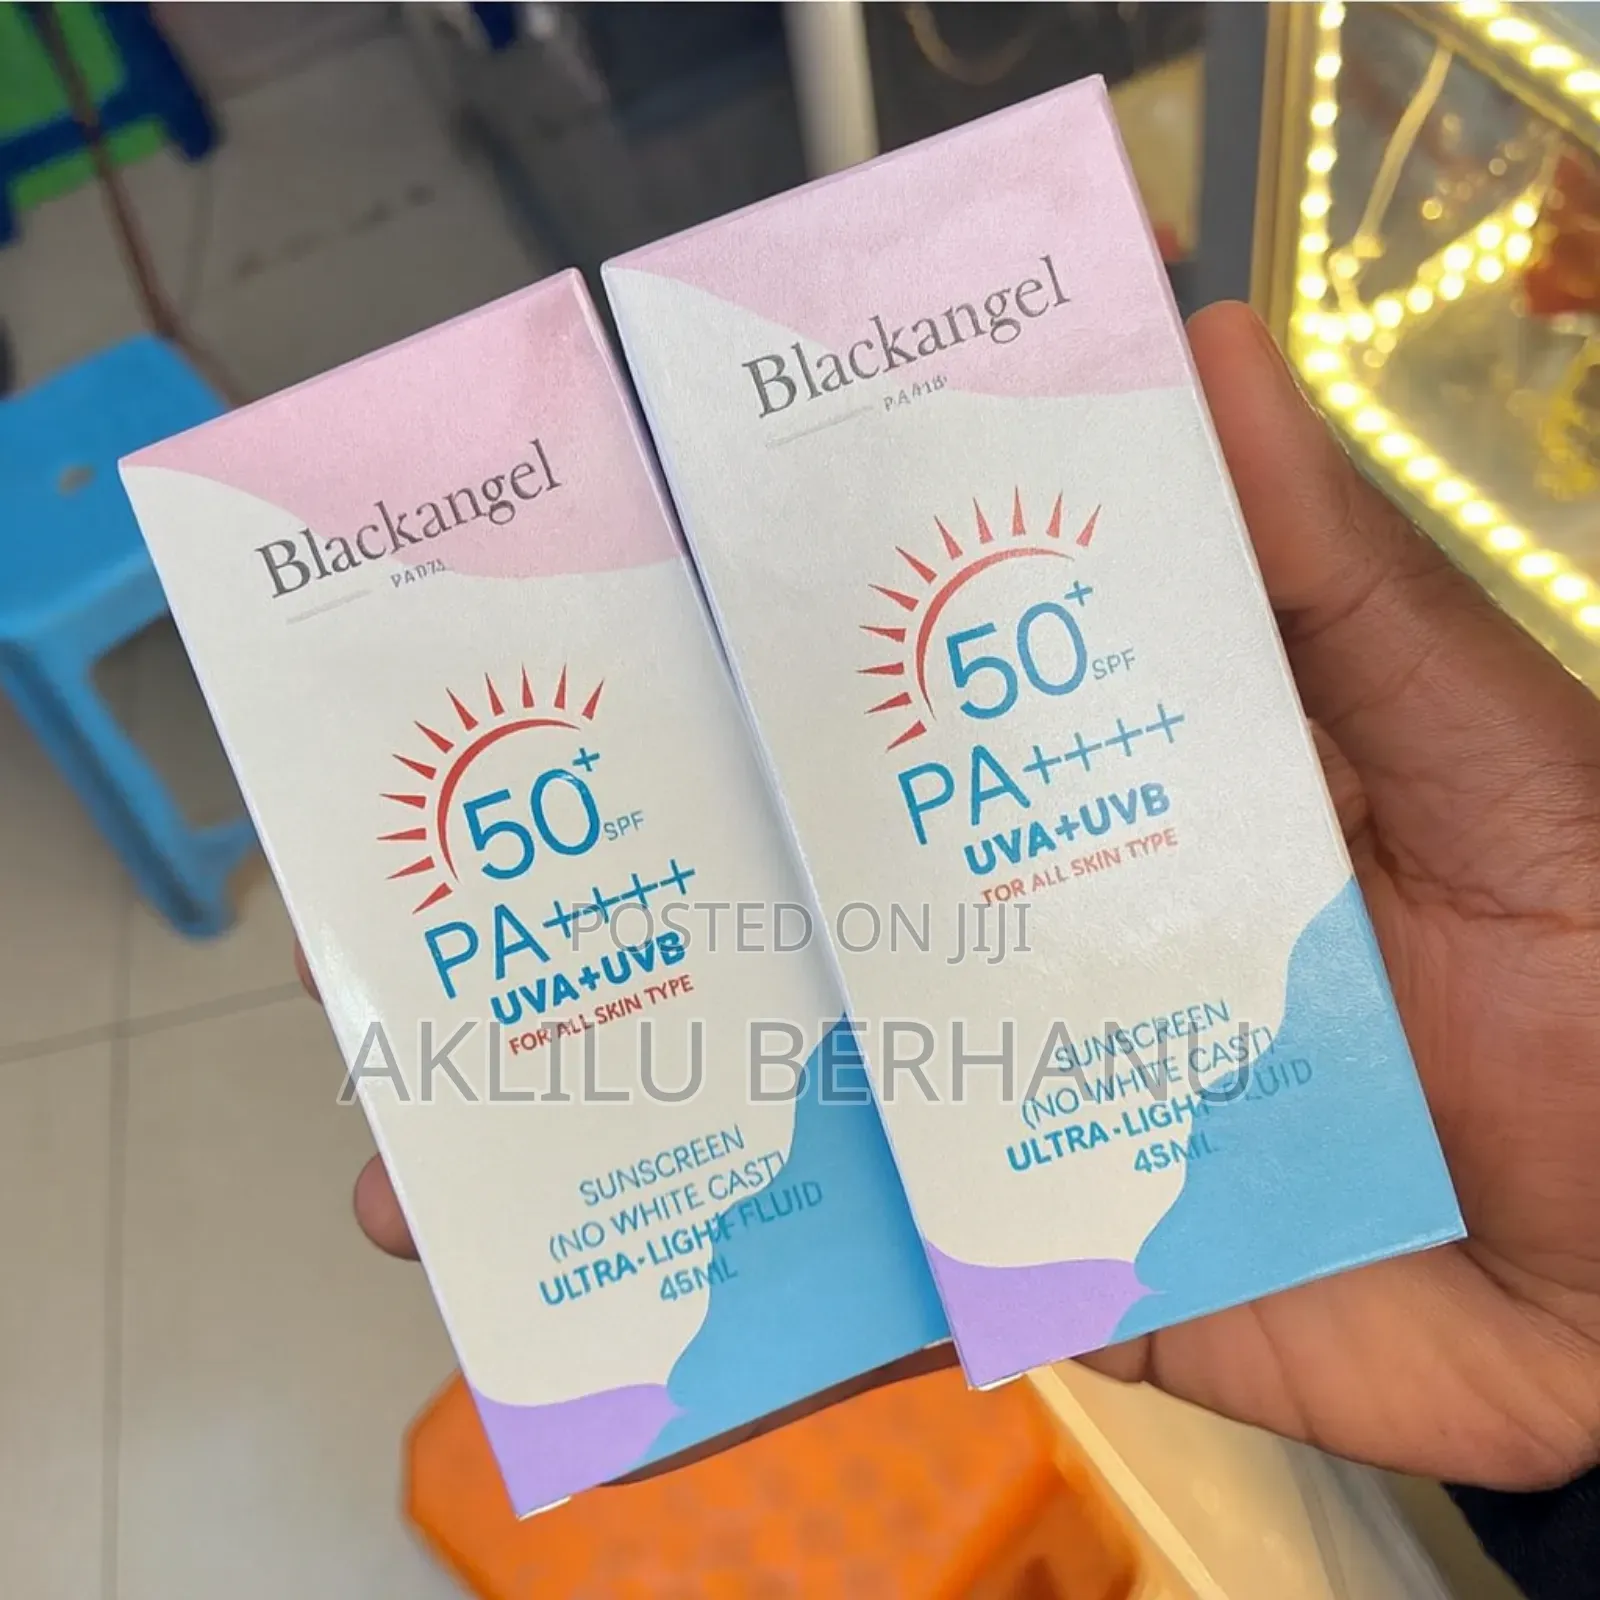 Blackangel
50+ SPF
PA++++
UVA+UVB
FOR ALL SKIN TYPE
SUNSCREEN
(NO WHITE CAST)
ULTRA-LIGHT FLUID
45ML
Blackangel
50+ SPF
PA++++
UVA+UVB
FOR ALL SKIN TYPE
SUNSCREEN
(NO WHITE CAST)
ULTRA-LIGHT FLUID
45ML
POSTED ON JIJI
AKLILU BERHANU